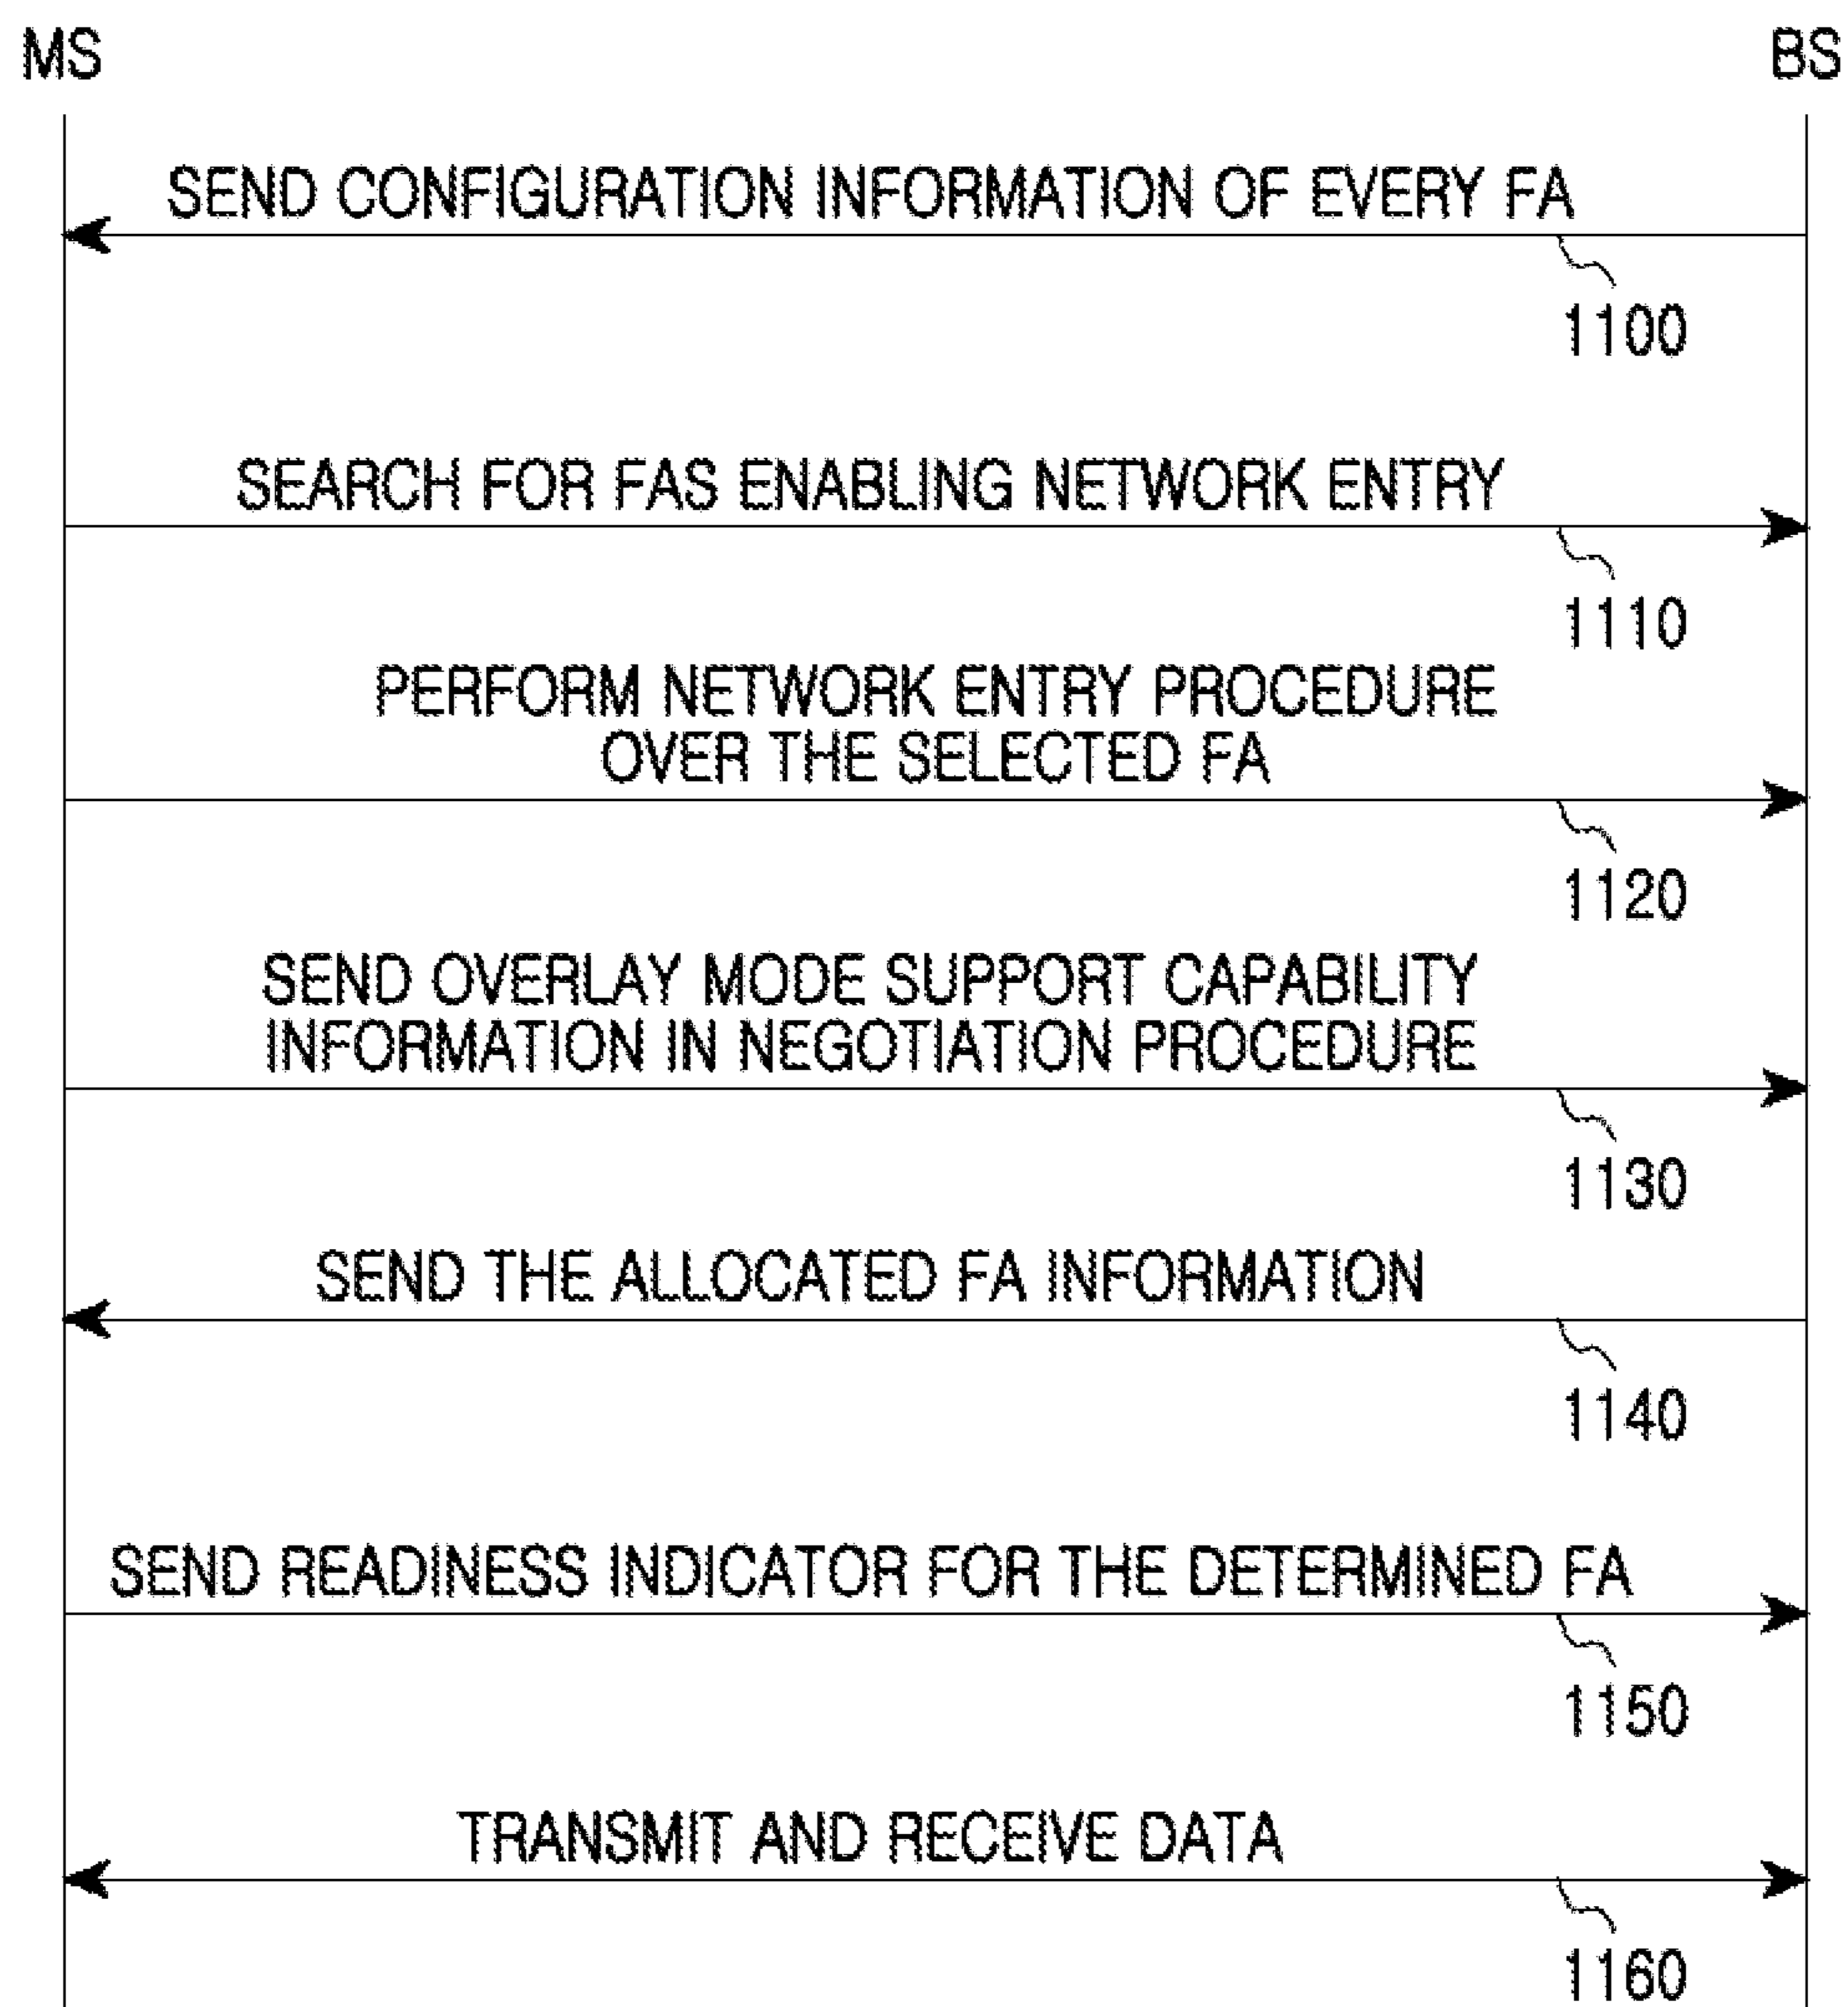 MS
BS
SEND CONFIGURATION INFORMATION OF EVERY FA
1100
SEARCH FOR FAS ENABLING NETWORK ENTRY
1110
PERFORM NETWORK ENTRY PROCEDURE
OVER THE SELECTED FA
1120
SEND OVERLAY MODE SUPPORT CAPABILITY
INFORMATION IN NEGOTIATION PROCEDURE
1130
SEND THE ALLOCATED FA INFORMATION
1140
SEND READINESS INDICATOR FOR THE DETERMINED FA
1150
TRANSMIT AND RECEIVE DATA
1160